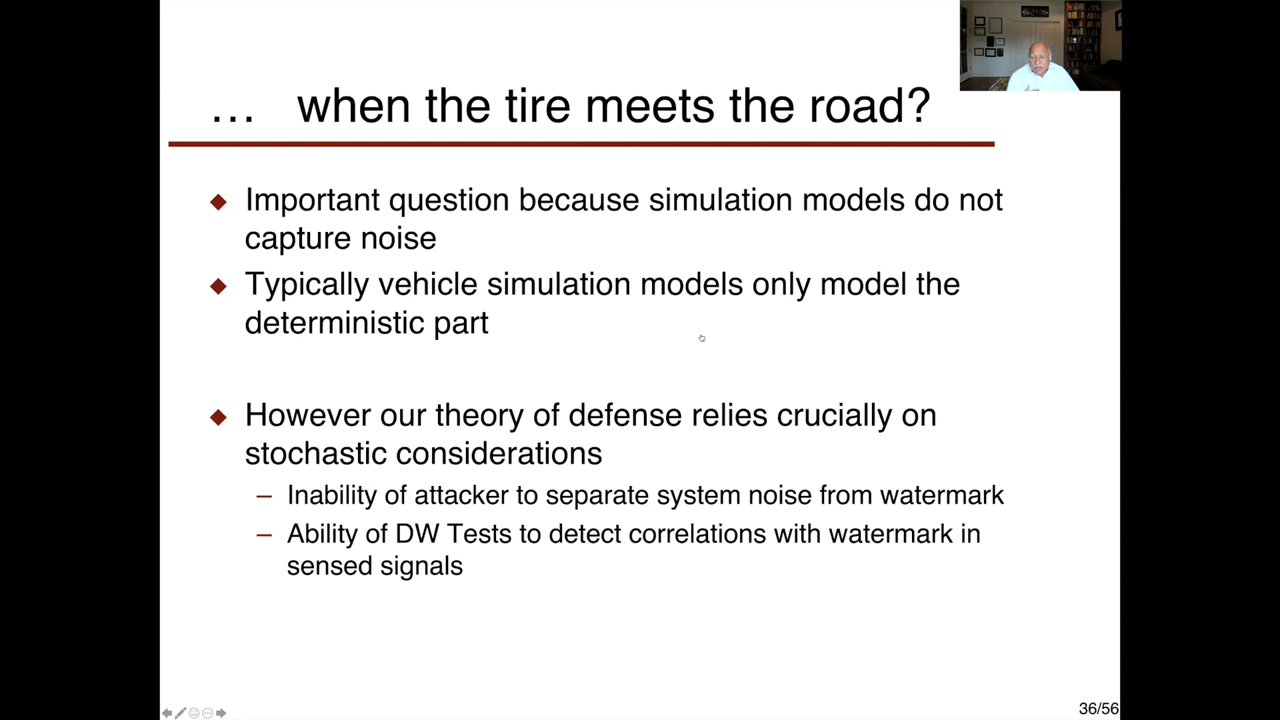 … when the tire meets the road?
◆ Important question because simulation models do not
capture noise
◆ Typically vehicle simulation models only model the
deterministic part
◆ However our theory of defense relies crucially on
stochastic considerations
– Inability of attacker to separate system noise from watermark
– Ability of DW Tests to detect correlations with watermark in
sensed signals
36/56